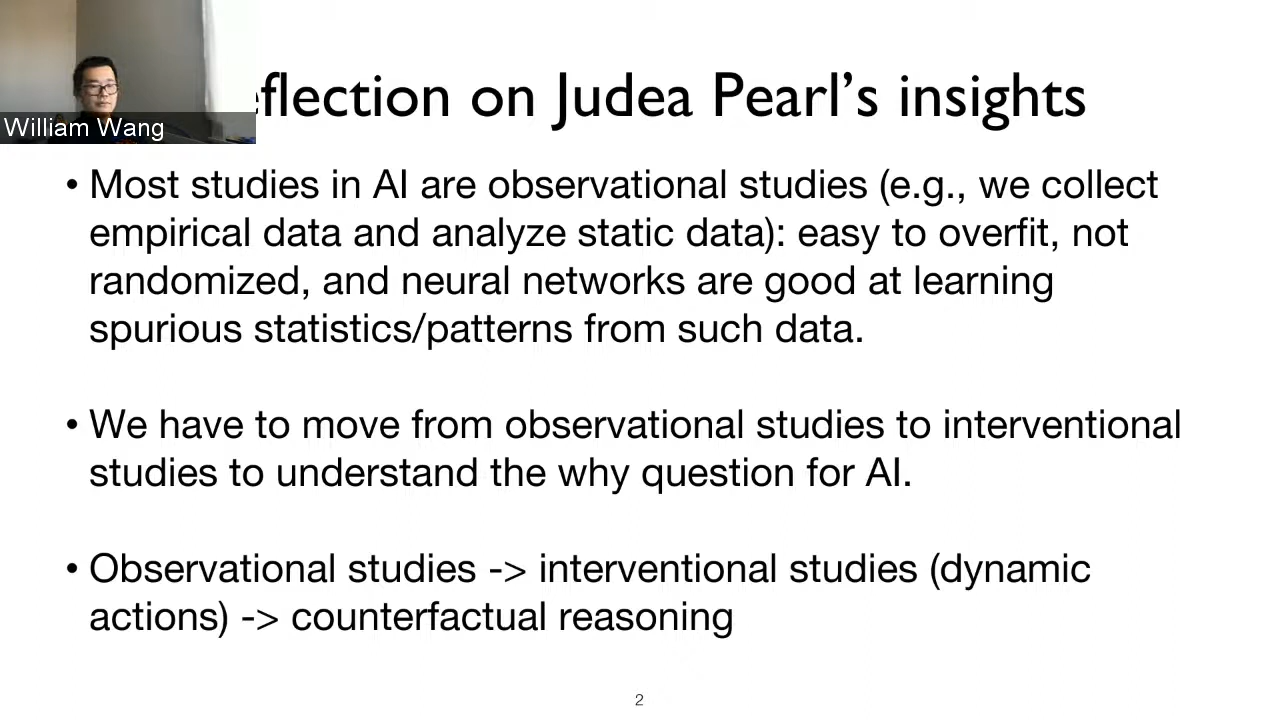 eflection on Judea Pearl's insights
William Wang
• Most studies in AI are observational studies (e.g., we collect
empirical data and analyze static data): easy to overfit, not
randomized, and neural networks are good at learning
spurious statistics/patterns from such data.
• We have to move from observational studies to interventional
studies to understand the why question for AI.
• Observational studies -> interventional studies (dynamic
actions) -> counterfactual reasoning
2